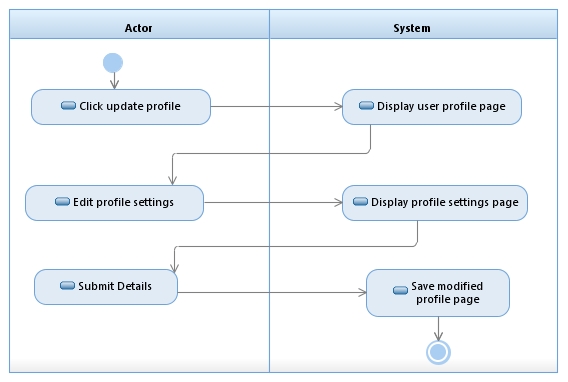 Actor
System
Click update profile
Display user profile page
Edit profile settings
Display profile settings page
Submit Details
Save modified
profile page